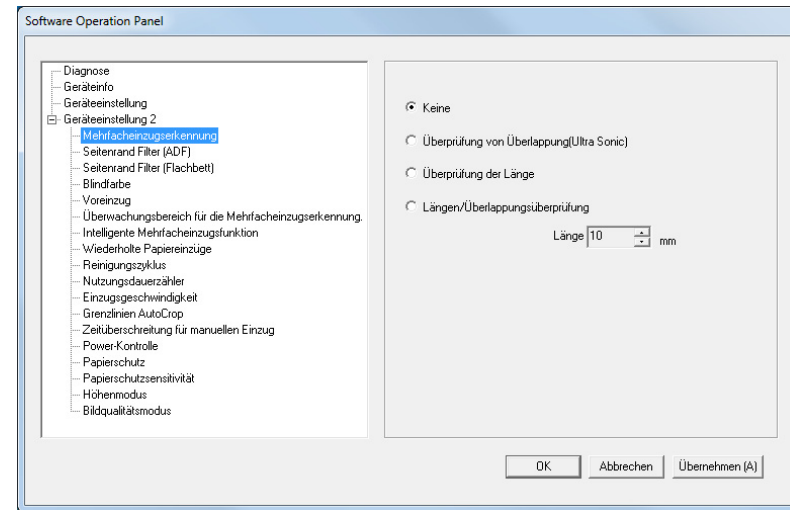 Software Operation Panel
Diagnose
Geräteinfo
Geräteeinstellung
Geräteeinstellung 2
Mehrfacheinzugserkennung
Seitenrand Filter (ADF)
Seitenrand Filter (Flachbett)
Blindfarbe
Voreinzug
Überwachungsbereich für die Mehrfacheinzugserkennung.
Intelligente Mehrfacheinzugsfunktion
Wiederholte Papiereinzüge
Reinigungszyklus
Nutzungsdauerzähler
Einzugsgeschwindigkeit
Grenzlinien AutoCrop
Zeitüberschreitung für manuellen Einzug
Power-Kontrolle
Papierschutz
Papierschutzsensitivität
Höhenmodus
Bildqualitätsmodus
Keine
Überprüfung von Überlappung(Ultra Sonic)
Überprüfung der Länge
Längen/Überlappungsüberprüfung
Länge 10 mm
OK Abbrechen Übernehmen (A)